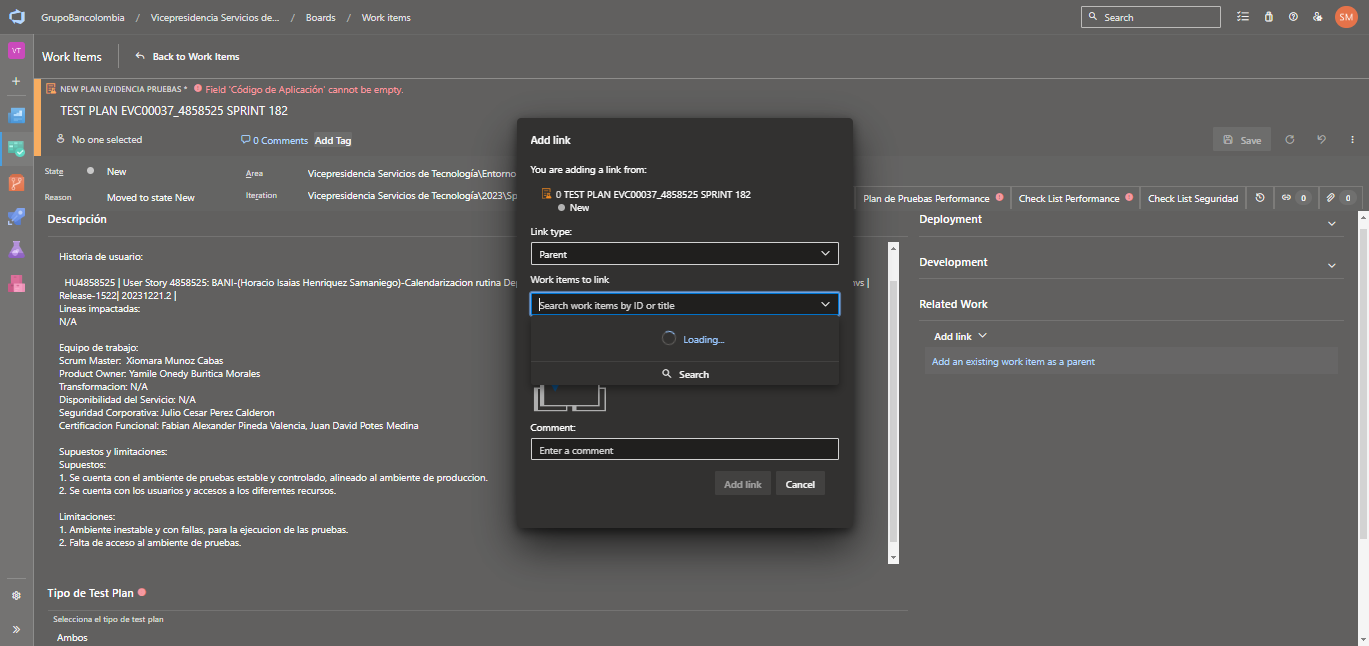 GrupoBancolombia / Vicepresidencia Servicios de... / Boards / Work items
Search
SM
VT
Work Items
Back to Work Items
NEW PLAN EVIDENCIA PRUEBAS * Field 'Código de Aplicación' cannot be empty.
TEST PLAN EVC00037_4858525 SPRINT 182
No one selected
0 Comments
Add Tag
Save
State
New
Area
Vicepresidencia Servicios de Tecnología\Entorno
Reason
Moved to state New
Iteration
Vicepresidencia Servicios de Tecnología\2023\Sp
Plan de Pruebas Performance
Check List Performance
Check List Seguridad
0
0
Descripción
Historia de usuario:
HU4858525 | User Story 4858525: BANI-(Horacio Isaias Henriquez Samaniego)-Calendarizacion rutina De
nvs |
Release-1522| 20231221.2 |
Lineas impactadas:
N/A
Equipo de trabajo:
Scrum Master: Xiomara Munoz Cabas
Product Owner: Yamile Onedy Buritica Morales
Transformacion: N/A
Disponibilidad del Servicio: N/A
Seguridad Corporativa: Julio Cesar Perez Calderon
Certificacion Funcional: Fabian Alexander Pineda Valencia, Juan David Potes Medina
Supuestos y limitaciones:
Supuestos:
1. Se cuenta con el ambiente de pruebas estable y controlado, alineado al ambiente de produccion.
2. Se cuenta con los usuarios y accesos a los diferentes recursos.
Limitaciones:
1. Ambiente inestable y con fallas, para la ejecucion de las pruebas.
2. Falta de acceso al ambiente de pruebas.
Tipo de Test Plan
Selecciona el tipo de test plan
Ambos
Add link
You are adding a link from:
0 TEST PLAN EVC00037_4858525 SPRINT 182
New
Link type:
Parent
Work items to link
Search work items by ID or title
Loading...
Search
Comment:
Enter a comment
Add link
Cancel
Deployment
Development
Related Work
Add link
Add an existing work item as a parent